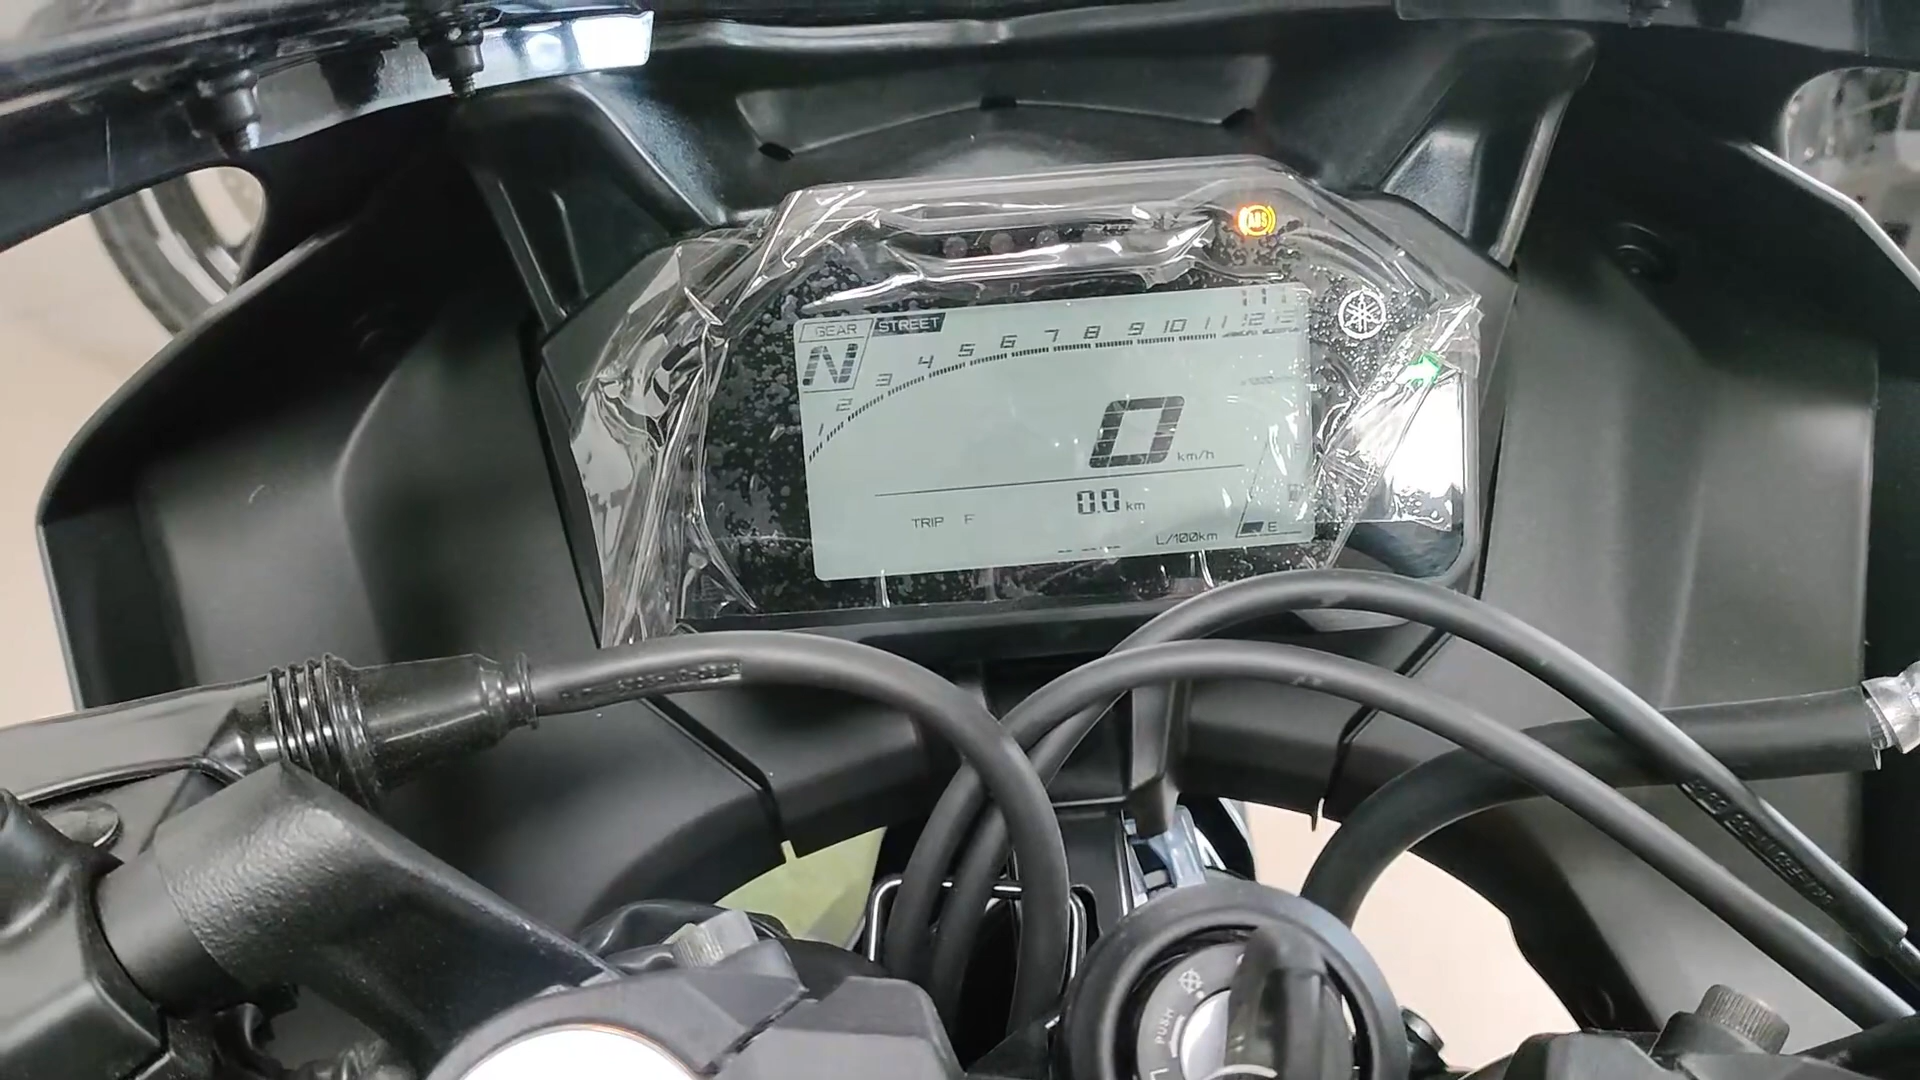 ABS
GEAR STREET
N
1 2 3 4 5 6 7 8 9 10 11 12 13
0 km/h
TRIP F 0.0 km
L/100km
E
PUSH